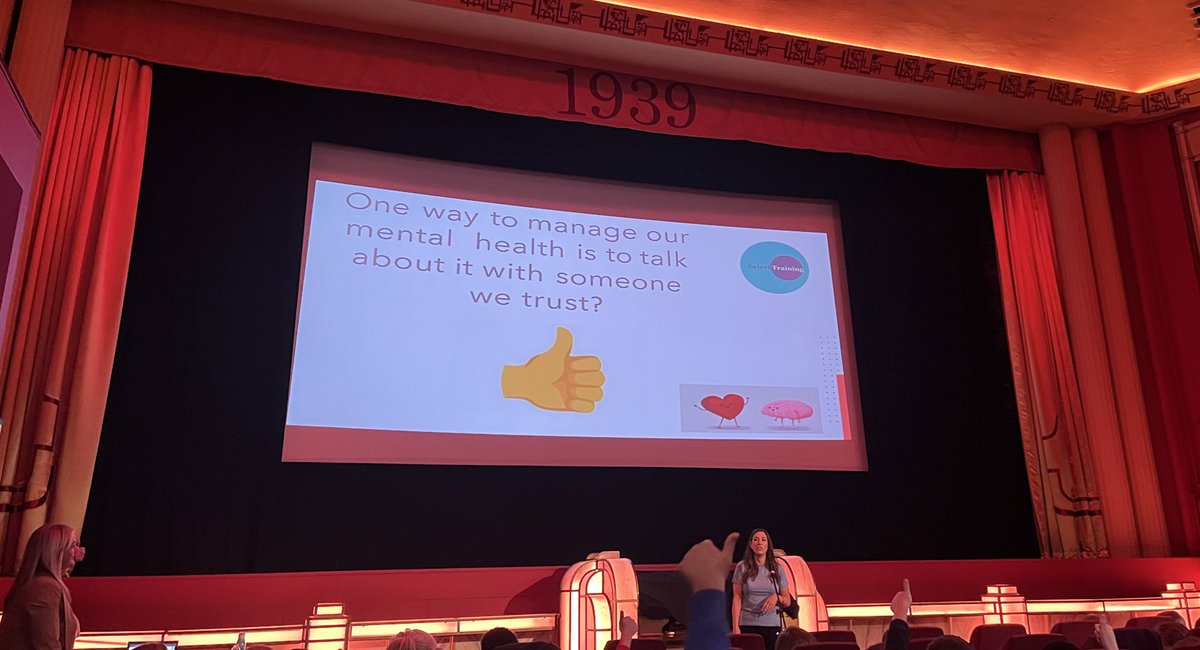 1939
One way to manage our
mental health is to talk
about it with someone
we trust?
Select Training